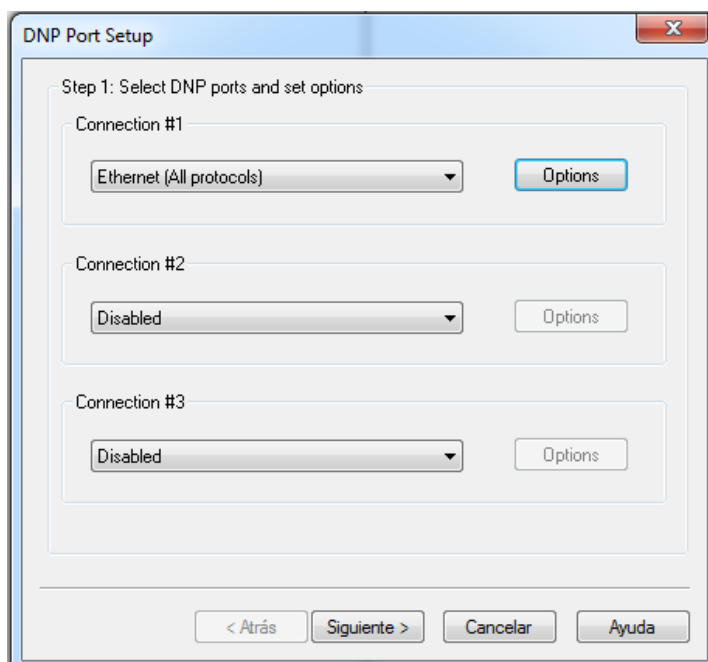 DNP Port Setup
Step 1: Select DNP ports and set options
Connection #1
Ethernet (All protocols)
Options
Connection #2
Disabled
Options
Connection #3
Disabled
Options
< Atrás
Siguiente >
Cancelar
Ayuda